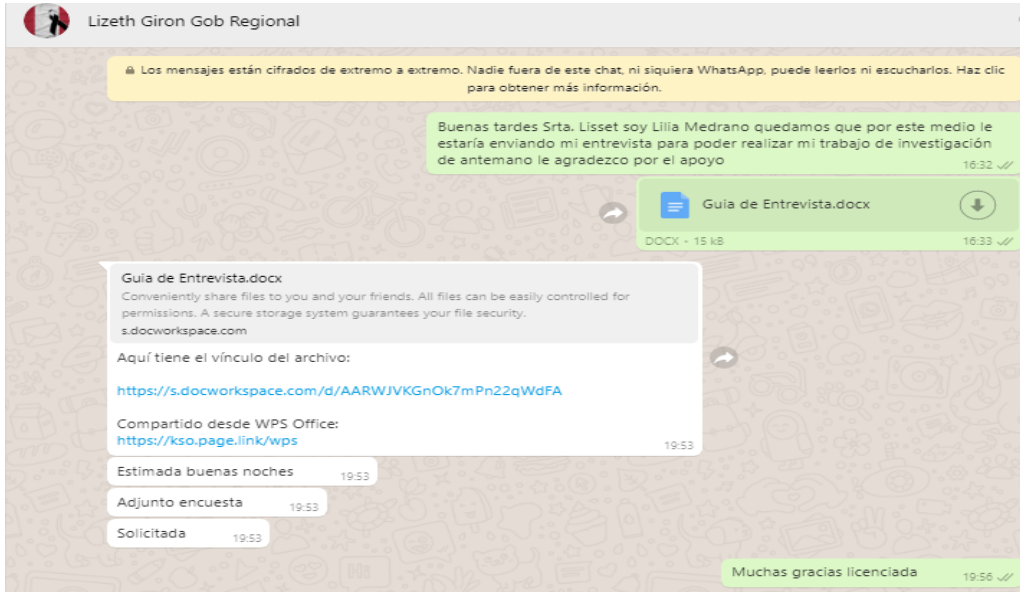 Lizeth Giron Gob Regional
Los mensajes están cifrados de extremo a extremo. Nadie fuera de este chat, ni siquiera WhatsApp, puede leerlos ni escucharlos. Haz clic
para obtener más información.
Buenas tardes Srta. Lisset soy Lilia Medrano quedamos que por este medio le
estaría enviando mi entrevista para poder realizar mi trabajo de investigación
de antemano le agradezco por el apoyo
16:32
Guia de Entrevista.docx
DOCX • 15 kB
16:33
Guia de Entrevista.docx
Conveniently share files to you and your friends. All files can be easily controlled for
permissions. A secure storage system guarantees your file security.
s.docworkspace.com
Aquí tiene el vínculo del archivo:
https://s.docworkspace.com/d/AARWJVKGnOk7mPn22qWdFA
Compartido desde WPS Office:
https://kso.page.link/wps
19:53
Estimada buenas noches 19:53
Adjunto encuesta 19:53
Solicitada 19:53
Muchas gracias licenciada 19:56